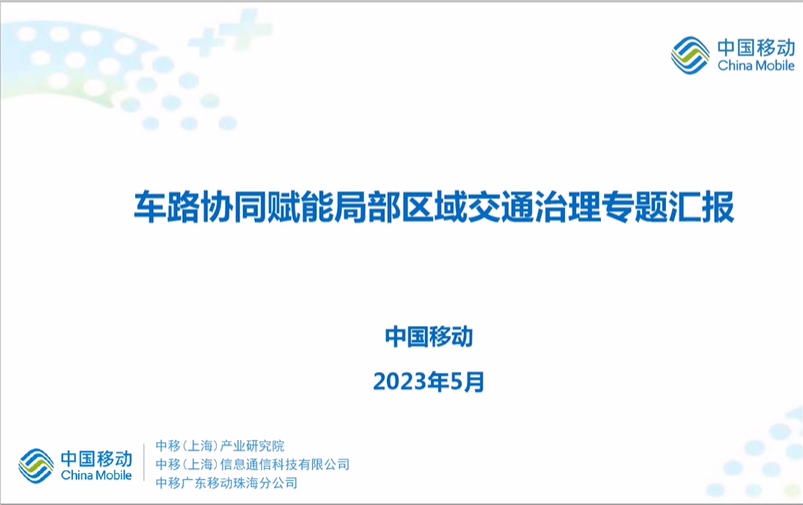 中国移动
China Mobile
车路协同赋能局部区域交通治理专题汇报
中国移动
2023年5月
中国移动
China Mobile
中移(上海)产业研究院
中移(上海)信息通信科技有限公司
中移广东移动珠海分公司